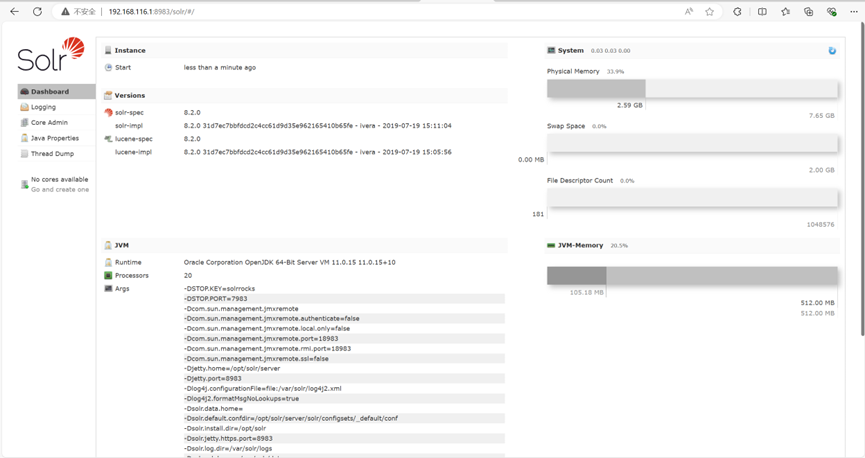 不安全
192.168.116.1:8983/solr/#/
Solr
Dashboard
Logging
Core Admin
Java Properties
Thread Dump
No cores available
Go and create one
Instance
Start less than a minute ago
Versions
solr-spec 8.2.0
solr-impl 8.2.0 31d7ec7bbfdcd2c4cc61d9d35e962165410b65fe - ivera - 2019-07-19 15:11:04
lucene-spec 8.2.0
lucene-impl 8.2.0 31d7ec7bbfdcd2c4cc61d9d35e962165410b65fe - ivera - 2019-07-19 15:05:56
System 0.03 0.03 0.00
Physical Memory 33.9%
2.59 GB
7.65 GB
Swap Space 0.0%
0.00 MB
2.00 GB
File Descriptor Count 0.0%
181
1048576
JVM
Runtime Oracle Corporation OpenJDK 64-Bit Server VM 11.0.15 11.0.15+10
Processors 20
Args
-DSTOP.KEY=solrrocks
-DSTOP.PORT=7983
-Dcom.sun.management.jmxremote
-Dcom.sun.management.jmxremote.authenticate=false
-Dcom.sun.management.jmxremote.local.only=false
-Dcom.sun.management.jmxremote.port=18983
-Dcom.sun.management.jmxremote.rmi.port=18983
-Dcom.sun.management.jmxremote.ssl=false
-Djetty.home=/opt/solr/server
-Djetty.port=8983
-Dlog4j.configurationFile=file:/var/solr/log4j2.xml
-Dlog4j2.formatMsgNoLookups=true
-Dsolr.data.home=
-Dsolr.default.confdir=/opt/solr/server/solr/configsets/_default/conf
-Dsolr.install.dir=/opt/solr
-Dsolr.jetty.https.port=8983
-Dsolr.log.dir=/var/solr/logs
JVM-Memory 20.5%
105.18 MB
512.00 MB
512.00 MB